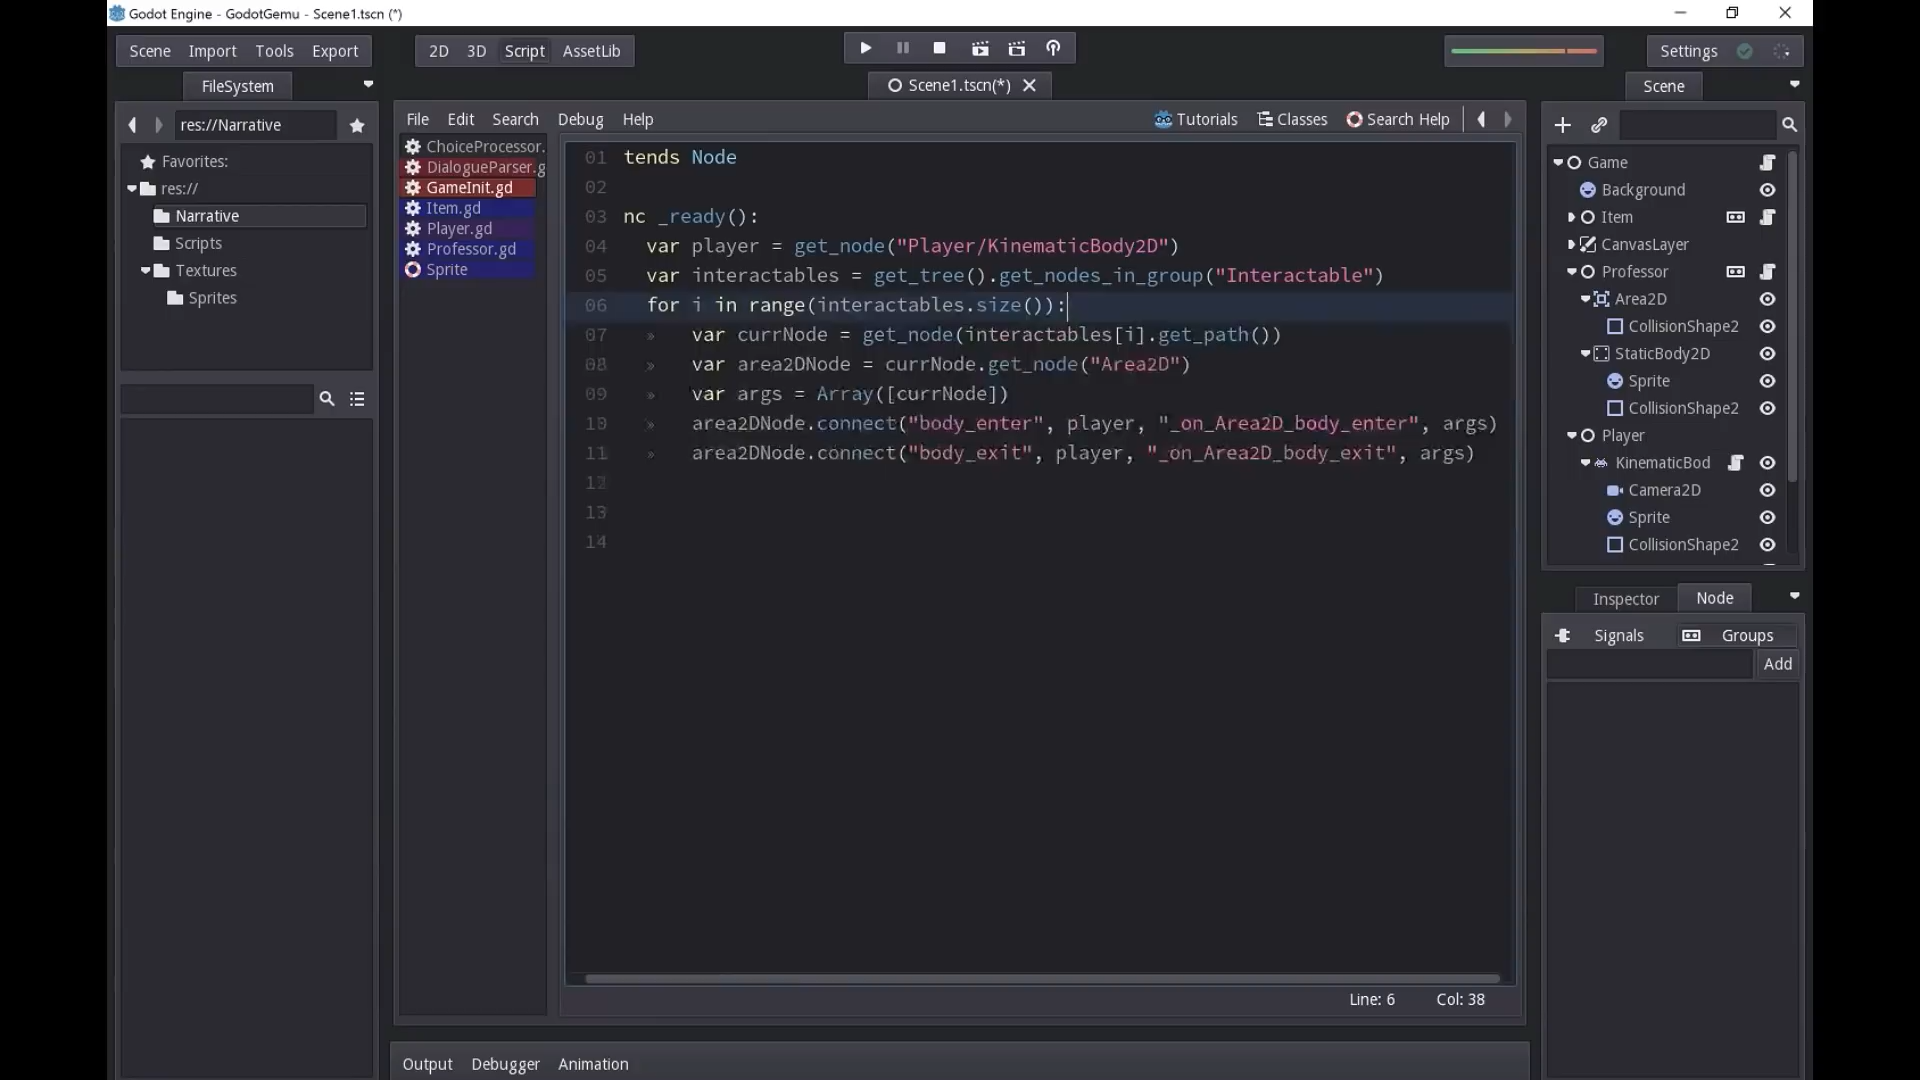 Godot Engine - GodotGemu - Scene1.tscn (*)
Scene Import Tools Export
2D 3D Script AssetLib
Settings
FileSystem
Scene1.tscn(*)
Scene
res://Narrative
Favorites:
res://
Narrative
Scripts
Textures
Sprites
File Edit Search Debug Help
Tutorials Classes Search Help
ChoiceProcessor.
DialogueParser.g
GameInit.gd
Item.gd
Player.gd
Professor.gd
Sprite
01 tends Node
02
03 nc _ready():
04 var player = get_node("Player/KinematicBody2D")
05 var interactables = get_tree().get_nodes_in_group("Interactable")
06 for i in range(interactables.size()):
07 » var currNode = get_node(interactables[i].get_path())
08 » var area2DNode = currNode.get_node("Area2D")
09 » var args = Array([currNode])
10 » area2DNode.connect("body_enter", player, "_on_Area2D_body_enter", args)
11 » area2DNode.connect("body_exit", player, "_on_Area2D_body_exit", args)
12
13
14
Line: 6 Col: 38
Output Debugger Animation
Game
Background
Item
CanvasLayer
Professor
Area2D
CollisionShape2
StaticBody2D
Sprite
CollisionShape2
Player
KinematicBod
Camera2D
Sprite
CollisionShape2
Inspector Node
Signals Groups
Add